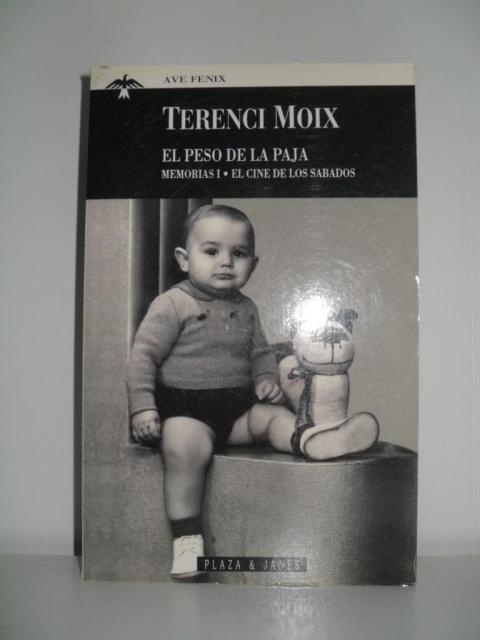 AVE FENIX
TERENCI MOIX
EL PESO DE LA PAJA
MEMORIAS I • EL CINE DE LOS SABADOS
PLAZA & JANES